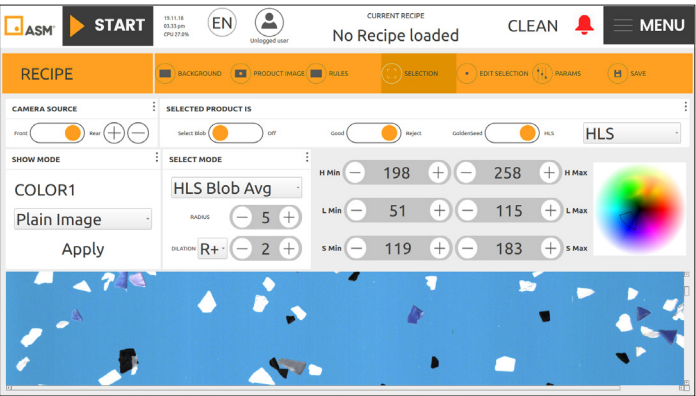 ASM
START
19.11.18
03.33 pm
CPU 27.0%
EN
Unlogged user
CURRENT RECIPE
No Recipe loaded
CLEAN
MENU
RECIPE
BACKGROUND
PRODUCT IMAGE
RULES
SELECTION
EDIT SELECTION
PARAMS
SAVE
CAMERA SOURCE
Front
Rear
SELECTED PRODUCT IS
Select Blob
Off
Good
Reject
GoldenSeed
HLS
HLS
SHOW MODE
COLOR1
Plain Image
Apply
SELECT MODE
HLS Blob Avg
RADIUS
5
DILATION
R+
2
H Min
198
258
H Max
L Min
51
115
L Max
S Min
119
183
S Max